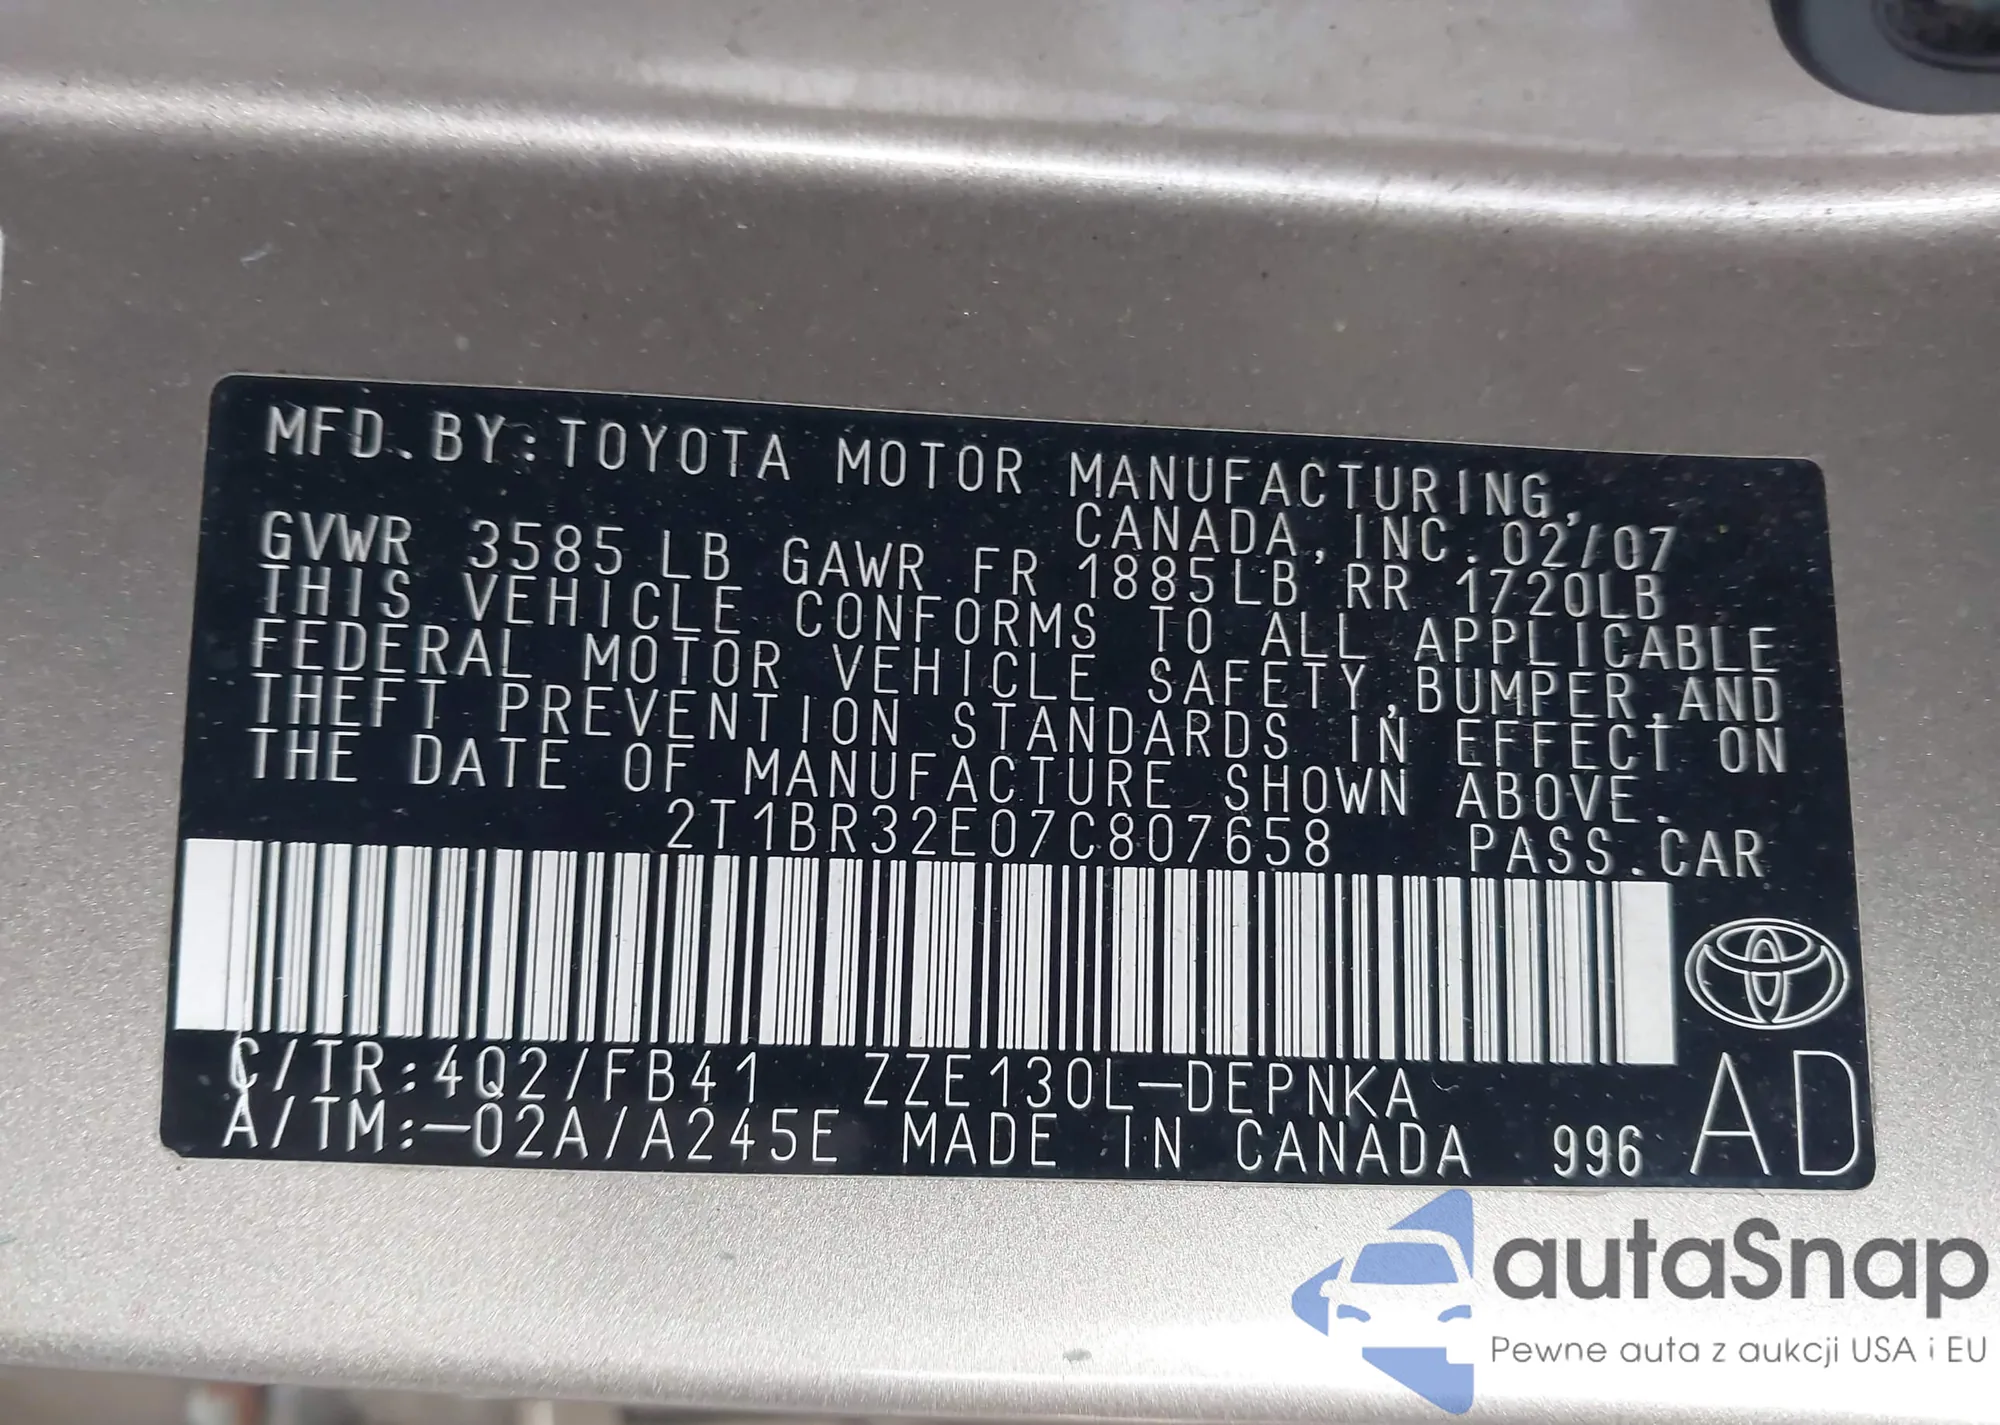 MFD.BY:TOYOTA MOTOR MANUFACTURING,
CANADA,INC. 02/07
GVWR 3585LB GAWR FR 1885LB RR 1720LB
THIS VEHICLE CONFORMS TO ALL APPLICABLE
FEDERAL MOTOR VEHICLE SAFETY,BUMPER,AND
THEFT PREVENTION STANDARDS IN EFFECT ON
THE DATE OF MANUFACTURE SHOWN ABOVE.
2T1BR32E07C807658 PASS.CAR
C/TR:4Q2/FB41 ZZE130L-DEPNKA
A/TM:-02A/A245E MADE IN CANADA 996 AD
autaSnap
Pewne auta z aukcji USA i EU